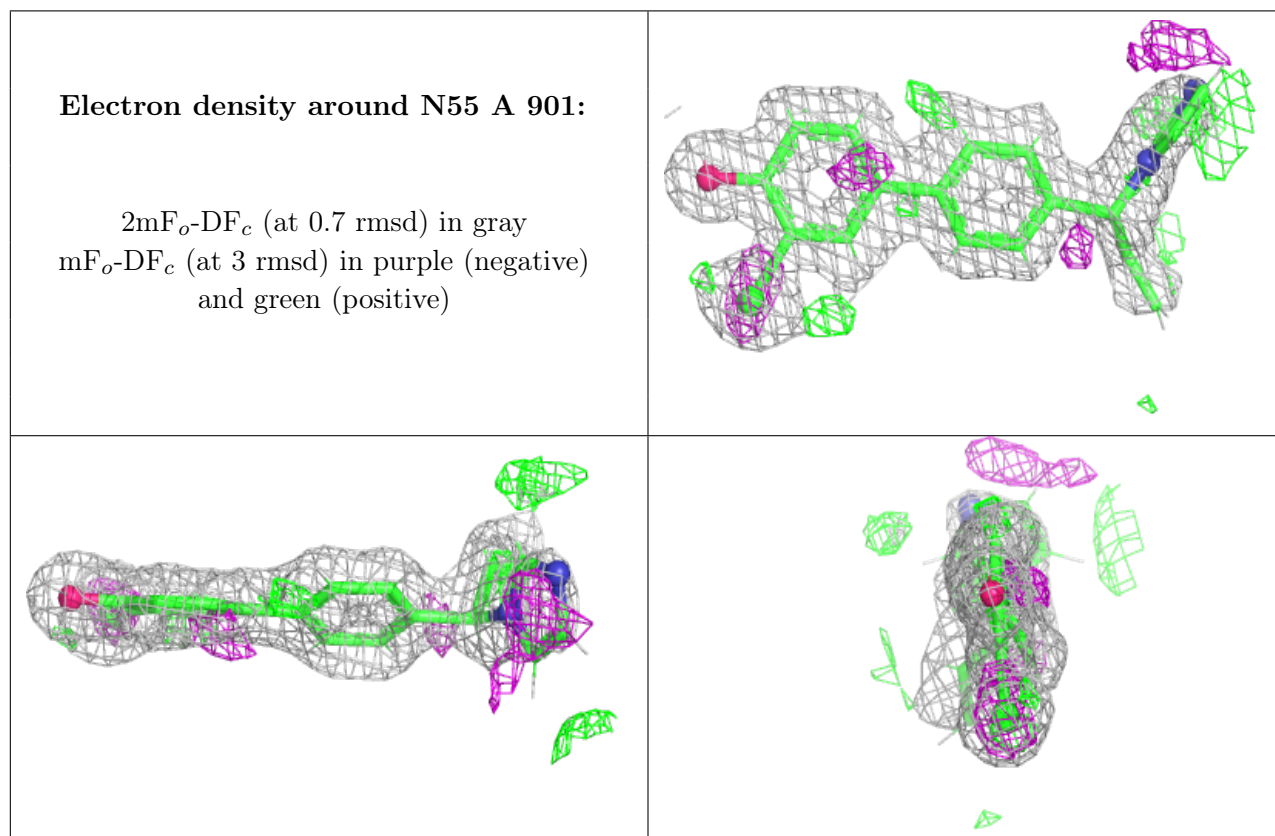 Electron density around N55 A 901:
2mFo-DFc (at 0.7 rmsd) in gray
mFo-DFc (at 3 rmsd) in purple (negative)
and green (positive)